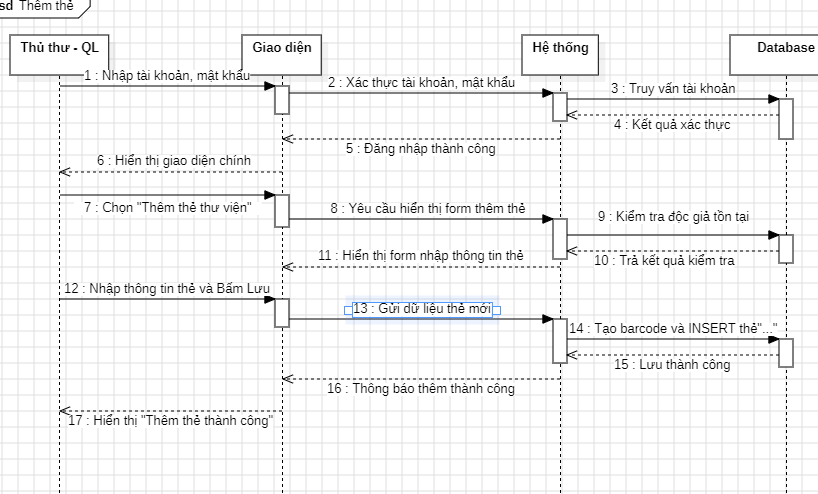 sd Thêm thẻ
Thủ thư - QL
Giao diện
Hệ thống
Database
1 : Nhập tài khoản, mật khẩu
2 : Xác thực tài khoản, mật khẩu
3 : Truy vấn tài khoản
4 : Kết quả xác thực
5 : Đăng nhập thành công
6 : Hiển thị giao diện chính
7 : Chọn "Thêm thẻ thư viện"
8 : Yêu cầu hiển thị form thêm thẻ
9 : Kiểm tra độc giả tồn tại
10 : Trả kết quả kiểm tra
11 : Hiển thị form nhập thông tin thẻ
12 : Nhập thông tin thẻ và Bấm Lưu
13 : Gửi dữ liệu thẻ mới
14 : Tạo barcode và INSERT thẻ"..."
15 : Lưu thành công
16 : Thông báo thêm thành công
17 : Hiển thị "Thêm thẻ thành công"